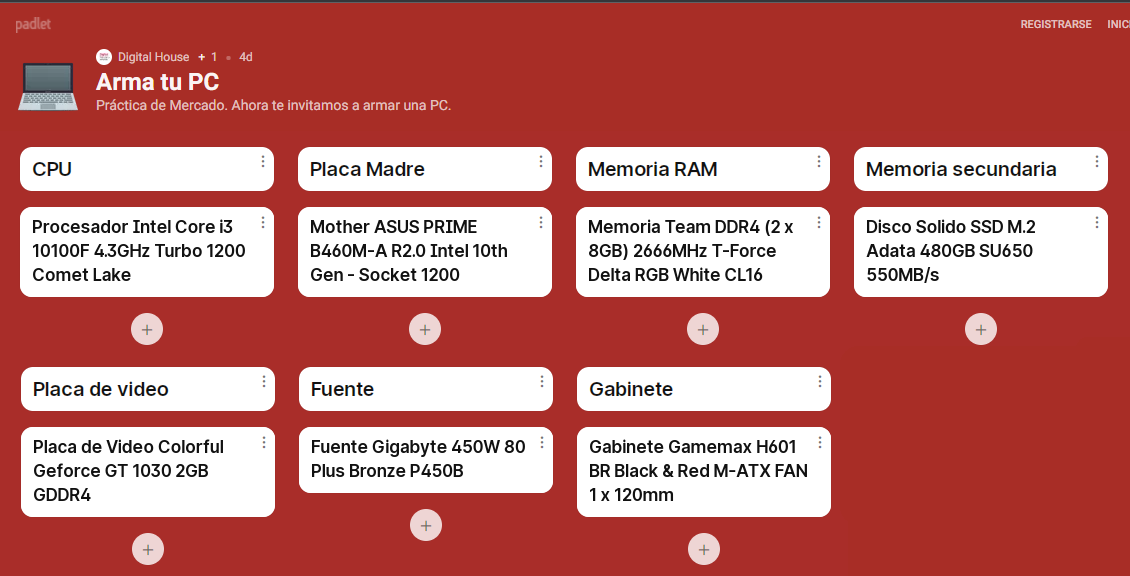 padlet
REGISTRARSE
Digital House + 1 • 4d
Arma tu PC
Práctica de Mercado. Ahora te invitamos a armar una PC.
CPU
Procesador Intel Core i3
10100F 4.3GHz Turbo 1200
Comet Lake
Placa Madre
Mother ASUS PRIME
B460M-A R2.0 Intel 10th
Gen - Socket 1200
Memoria RAM
Memoria Team DDR4 (2 x
8GB) 2666MHz T-Force
Delta RGB White CL16
Memoria secundaria
Disco Solido SSD M.2
Adata 480GB SU650
550MB/s
Placa de video
Placa de Video Colorful
Geforce GT 1030 2GB
GDDR4
Fuente
Fuente Gigabyte 450W 80
Plus Bronze P450B
Gabinete
Gabinete Gamemax H601
BR Black & Red M-ATX FAN
1 x 120mm